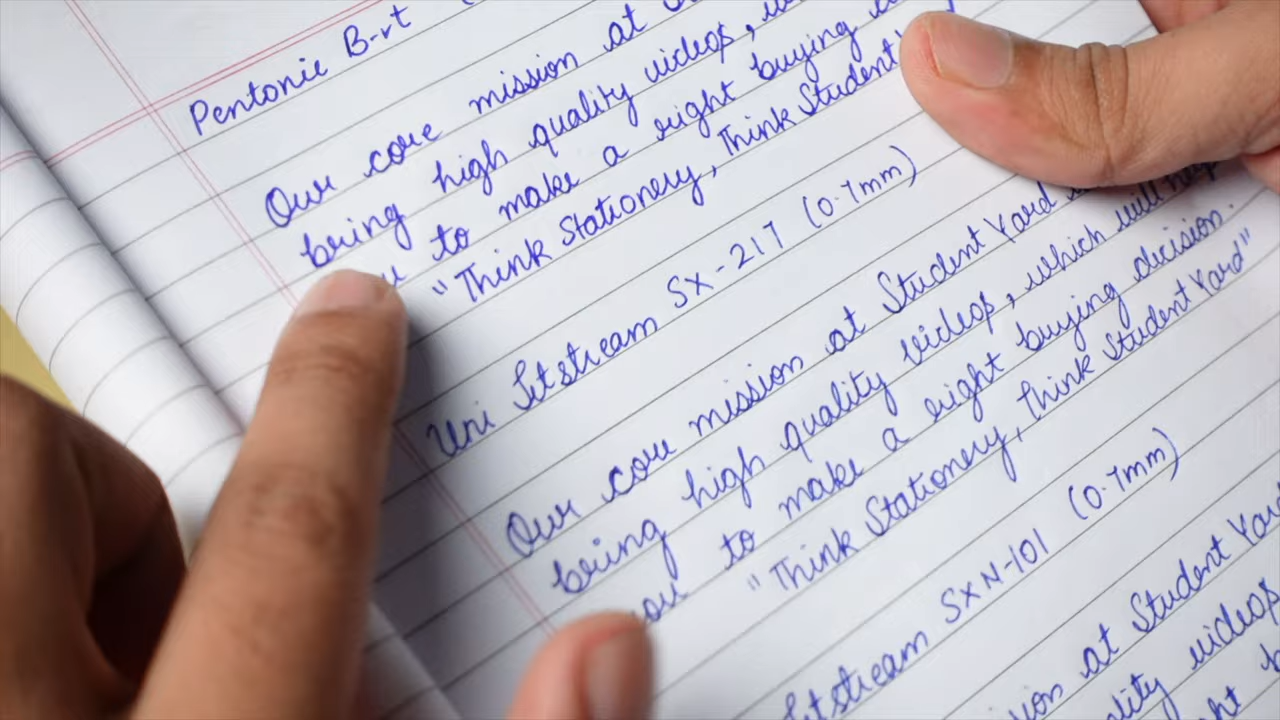 Pentonic B-rt (
Our core mission at
bring high quality videos,
to make a right buying
"Think Stationery, Think Student
Uni Jetstream SX-217 (0.7mm)
Our core mission at Student Yard
bring high quality videos, which will help
you to make a right buying decision.
"Think Stationery, Think Student Yard"
Jetstream SXN-101 (0.7mm)
at Student Yard
videos